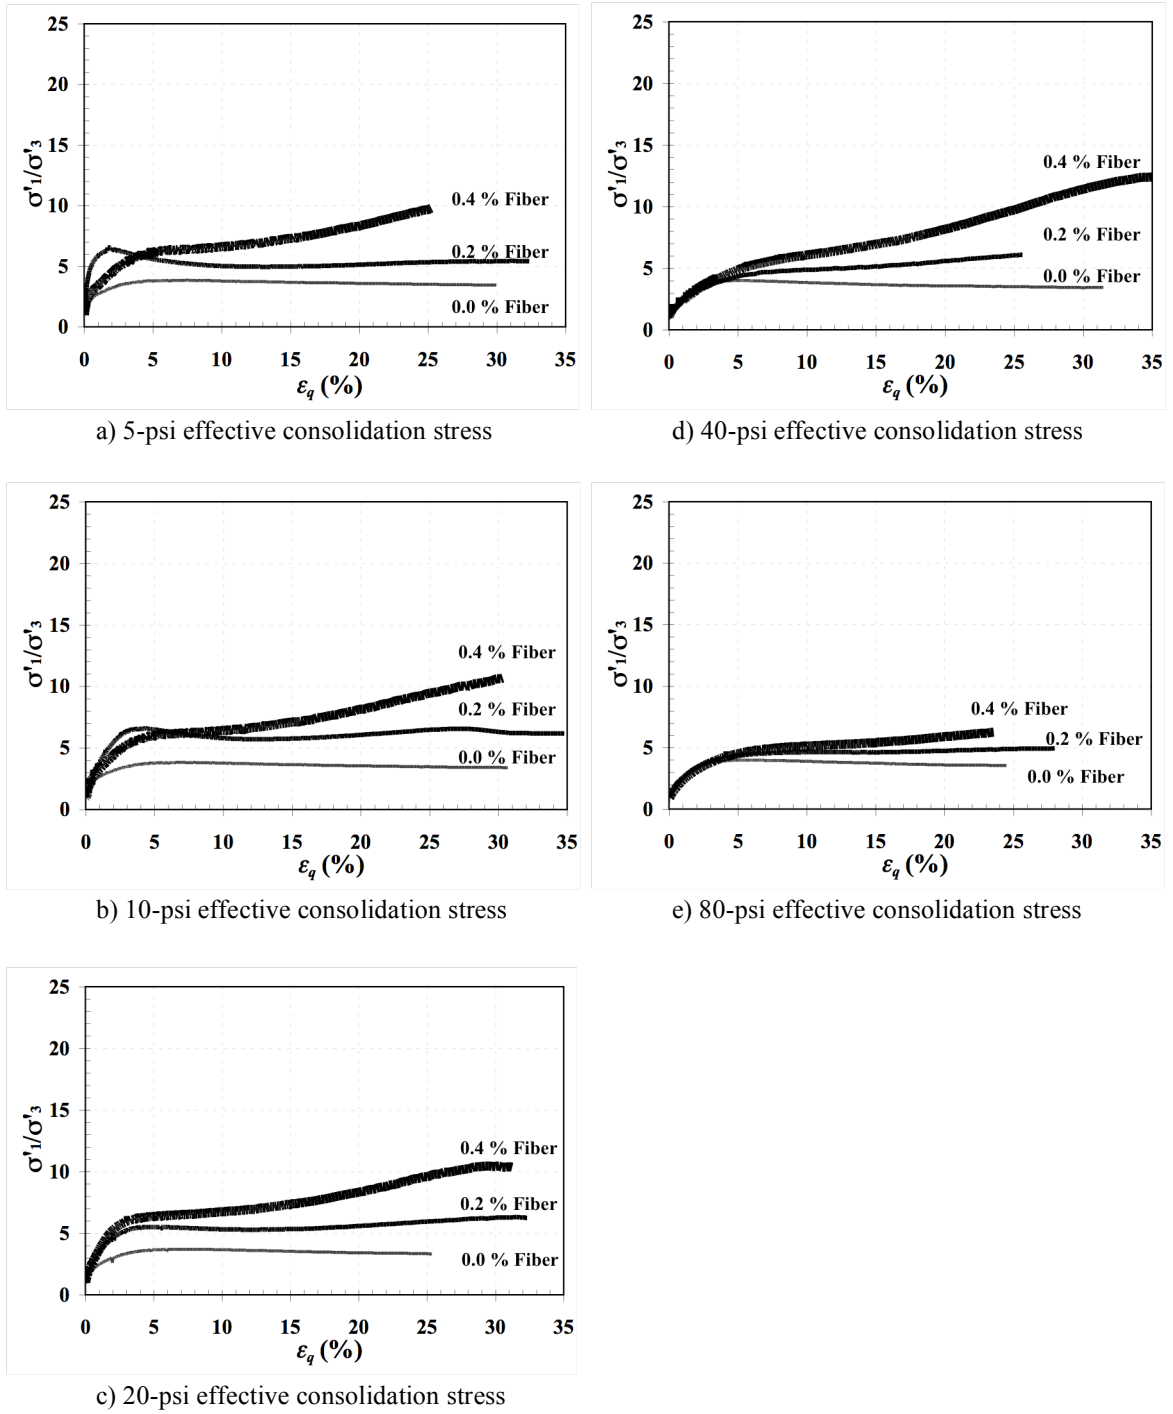 25
20
15
10
5
0
σ'₁/σ'₃
0.4 % Fiber
0.2 % Fiber
0.0 % Fiber
0 5 10 15 20 25 30 35
ε_q (%)
a) 5-psi effective consolidation stress
25
20
15
10
5
0
σ'₁/σ'₃
0.4 % Fiber
0.2 % Fiber
0.0 % Fiber
0 5 10 15 20 25 30 35
ε_q (%)
d) 40-psi effective consolidation stress
25
20
15
10
5
0
σ'₁/σ'₃
0.4 % Fiber
0.2 % Fiber
0.0 % Fiber
0 5 10 15 20 25 30 35
ε_q (%)
b) 10-psi effective consolidation stress
25
20
15
10
5
0
σ'₁/σ'₃
0.4 % Fiber
0.2 % Fiber
0.0 % Fiber
0 5 10 15 20 25 30 35
ε_q (%)
e) 80-psi effective consolidation stress
25
20
15
10
5
0
σ'₁/σ'₃
0.4 % Fiber
0.2 % Fiber
0.0 % Fiber
0 5 10 15 20 25 30 35
ε_q (%)
c) 20-psi effective consolidation stress